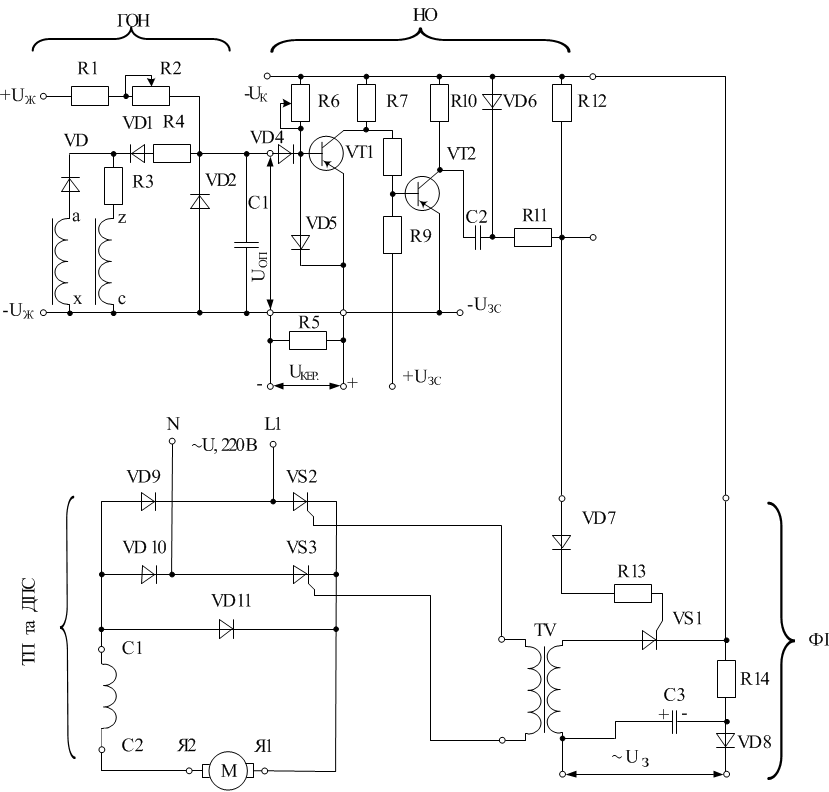 ГОН
НО
R1
R2
+Uж
-Uк
R6
R7
R10
VD6
R12
VD1
R4
VD
VD4
VT1
VT2
R3
VD2
C1
a
z
VD5
R9
C2
R11
Uоп
x
c
-Uж
-Uзс
R5
Uкер.
- +
+Uзс
N
L1
~U, 220В
VD9
VS2
VD7
VD 10
VS3
R13
VD11
VS1
ТП та ДПС
TV
C1
ФІ
R14
C3
+ -
C2
Я2
Я1
VD8
M
~Uз